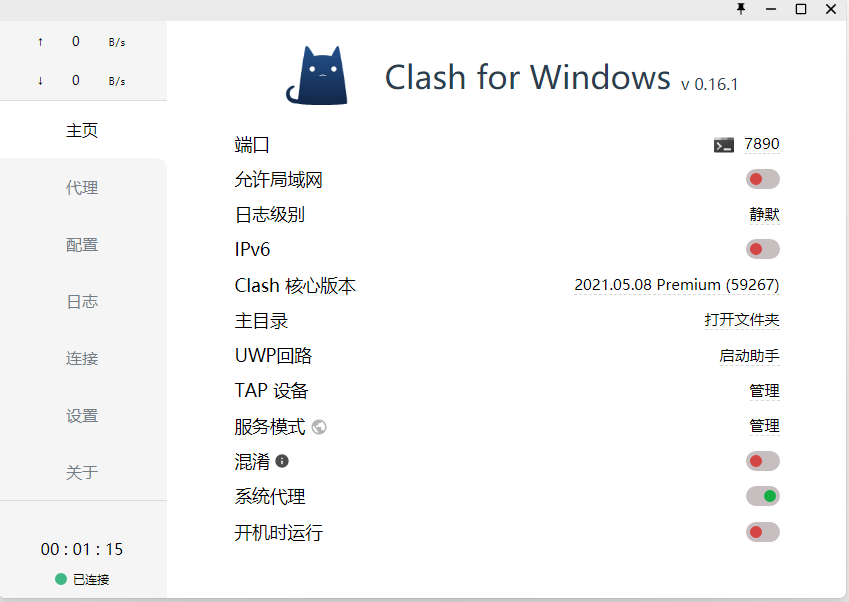 ↑ 0 B/s
↓ 0 B/s
主页
代理
配置
日志
连接
设置
关于
00 : 01 : 15
已连接
Clash for Windows v 0.16.1
端口 7890
允许局域网
日志级别 静默
IPv6
Clash 核心版本 2021.05.08 Premium (59267)
主目录 打开文件夹
UWP回路 启动助手
TAP 设备 管理
服务模式 管理
混淆
系统代理
开机时运行